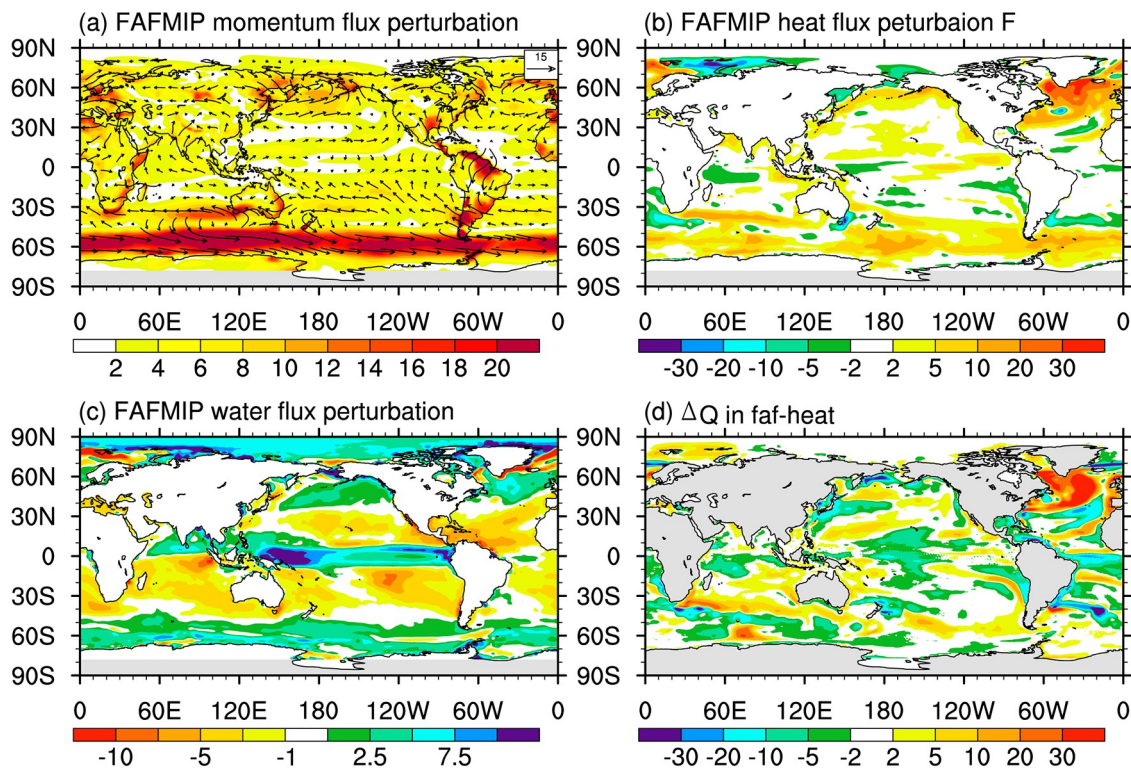 (a) FAFMIP momentum flux perturbation
90N
60N
30N
0
30S
60S
90S
15
0 60E 120E 180 120W 60W 0
2 4 6 8 10 12 14 16 18 20
(b) FAFMIP heat flux peturbaion F
90N
60N
30N
0
30S
60S
90S
0 60E 120E 180 120W 60W 0
-30 -20 -10 -5 -2 2 5 10 20 30
(c) FAFMIP water flux perturbation
90N
60N
30N
0
30S
60S
90S
0 60E 120E 180 120W 60W 0
-10 -5 -1 2.5 7.5
(d) ΔQ in faf-heat
90N
60N
30N
0
30S
60S
90S
0 60E 120E 180 120W 60W 0
-30 -20 -10 -5 -2 2 5 10 20 30